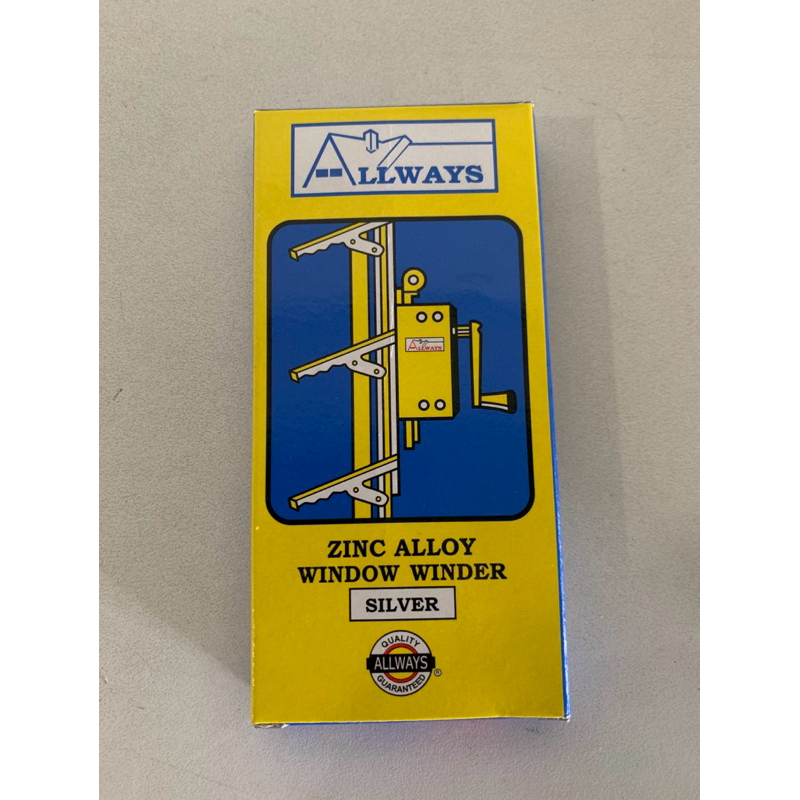 ALLWAYS
ALLWAYS
ZINC ALLOY
WINDOW WINDER
SILVER
QUALITY
ALLWAYS
GUARANTEED
®